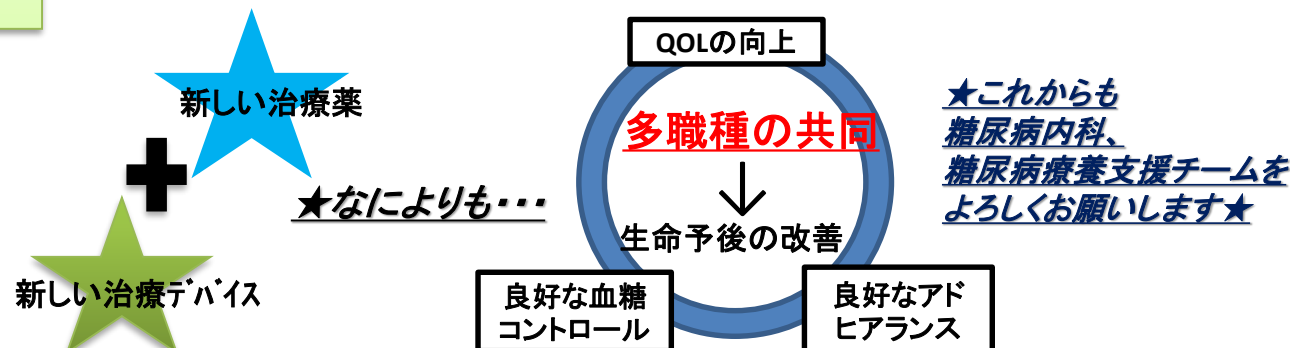 新しい治療薬
新しい治療ﾃﾞﾊﾞｲｽ
★なによりも・・・
QOLの向上
多職種の共同
↓
生命予後の改善
良好な血糖
コントロール
良好なアド
ヒアランス
★これからも
糖尿病内科、
糖尿病療養支援チームを
よろしくお願いします★